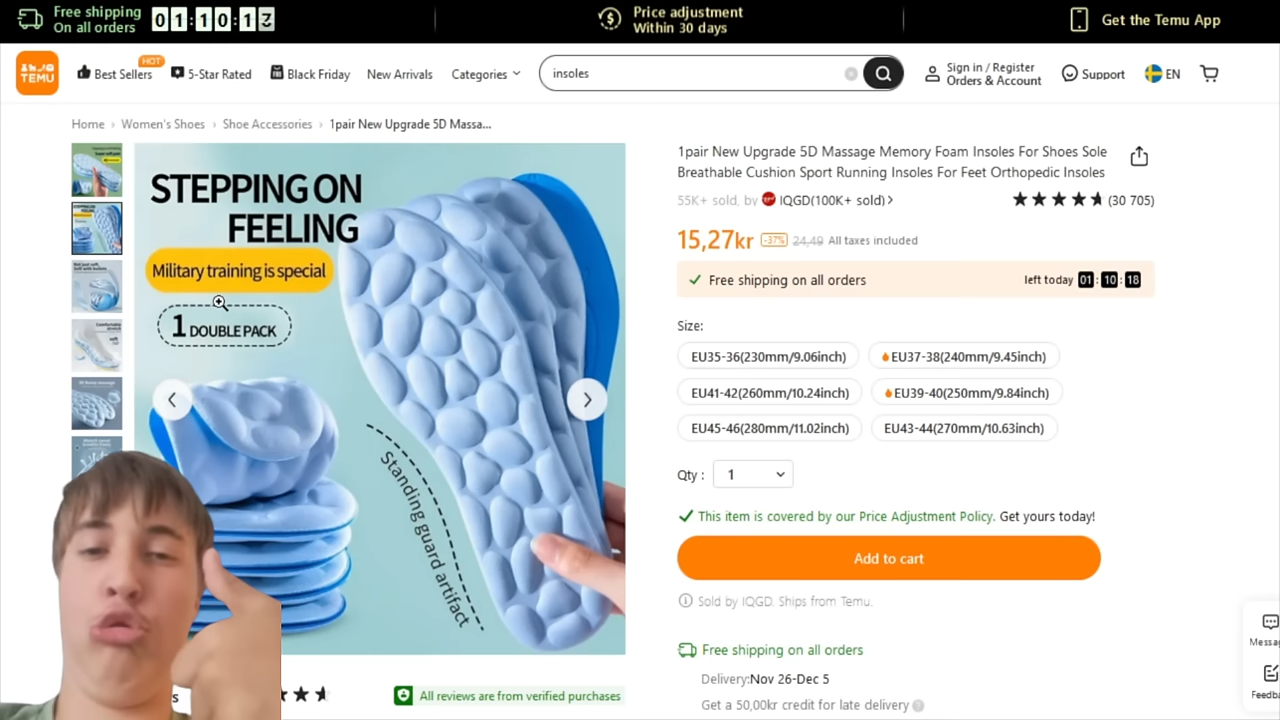 Free shipping
On all orders
01:10:1
Price adjustment
Within 30 days
Get the Temu App
TEMU
Best Sellers
HOT
5-Star Rated
Black Friday
New Arrivals
Categories
insoles
Sign in / Register
Orders & Account
Support
EN
Home › Women's Shoes › Shoe Accessories › 1pair New Upgrade 5D Massa...
STEPPING ON
FEELING
Military training is special
1 DOUBLE PACK
Standing guard artifact
1pair New Upgrade 5D Massage Memory Foam Insoles For Shoes Sole
Breathable Cushion Sport Running Insoles For Feet Orthopedic Insoles
55K+ sold, by IQGD(100K+ sold)
(30 705)
15,27kr -37% 24,49 All taxes included
Free shipping on all orders
left today 01:10:18
Size:
EU35-36(230mm/9.06inch)
EU37-38(240mm/9.45inch)
EU41-42(260mm/10.24inch)
EU39-40(250mm/9.84inch)
EU45-46(280mm/11.02inch)
EU43-44(270mm/10.63inch)
Qty : 1
This item is covered by our Price Adjustment Policy. Get yours today!
Add to cart
Sold by IQGD. Ships from Temu.
Free shipping on all orders
Delivery:Nov 26-Dec 5
Get a 50,00kr credit for late delivery
All reviews are from verified purchases
Messa
Feedba